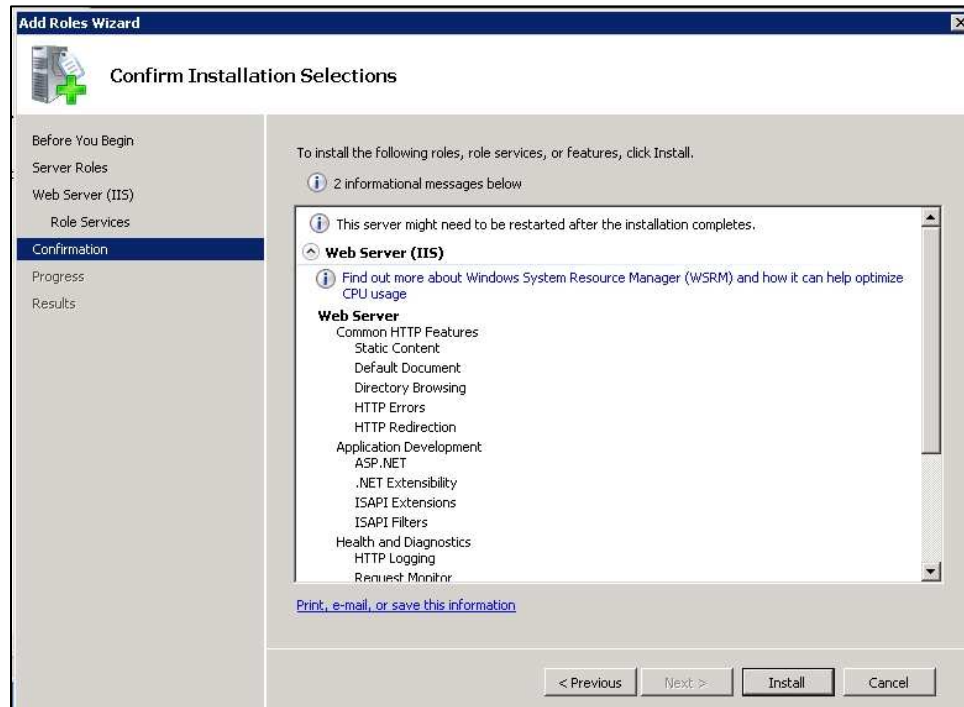 Add Roles Wizard
Confirm Installation Selections
Before You Begin
Server Roles
Web Server (IIS)
Role Services
Confirmation
Progress
Results
To install the following roles, role services, or features, click Install.
2 informational messages below
This server might need to be restarted after the installation completes.
Web Server (IIS)
Find out more about Windows System Resource Manager (WSRM) and how it can help optimize
CPU usage
Web Server
Common HTTP Features
Static Content
Default Document
Directory Browsing
HTTP Errors
HTTP Redirection
Application Development
ASP.NET
.NET Extensibility
ISAPI Extensions
ISAPI Filters
Health and Diagnostics
HTTP Logging
Request Monitor
Print, e-mail, or save this information
< Previous
Next >
Install
Cancel